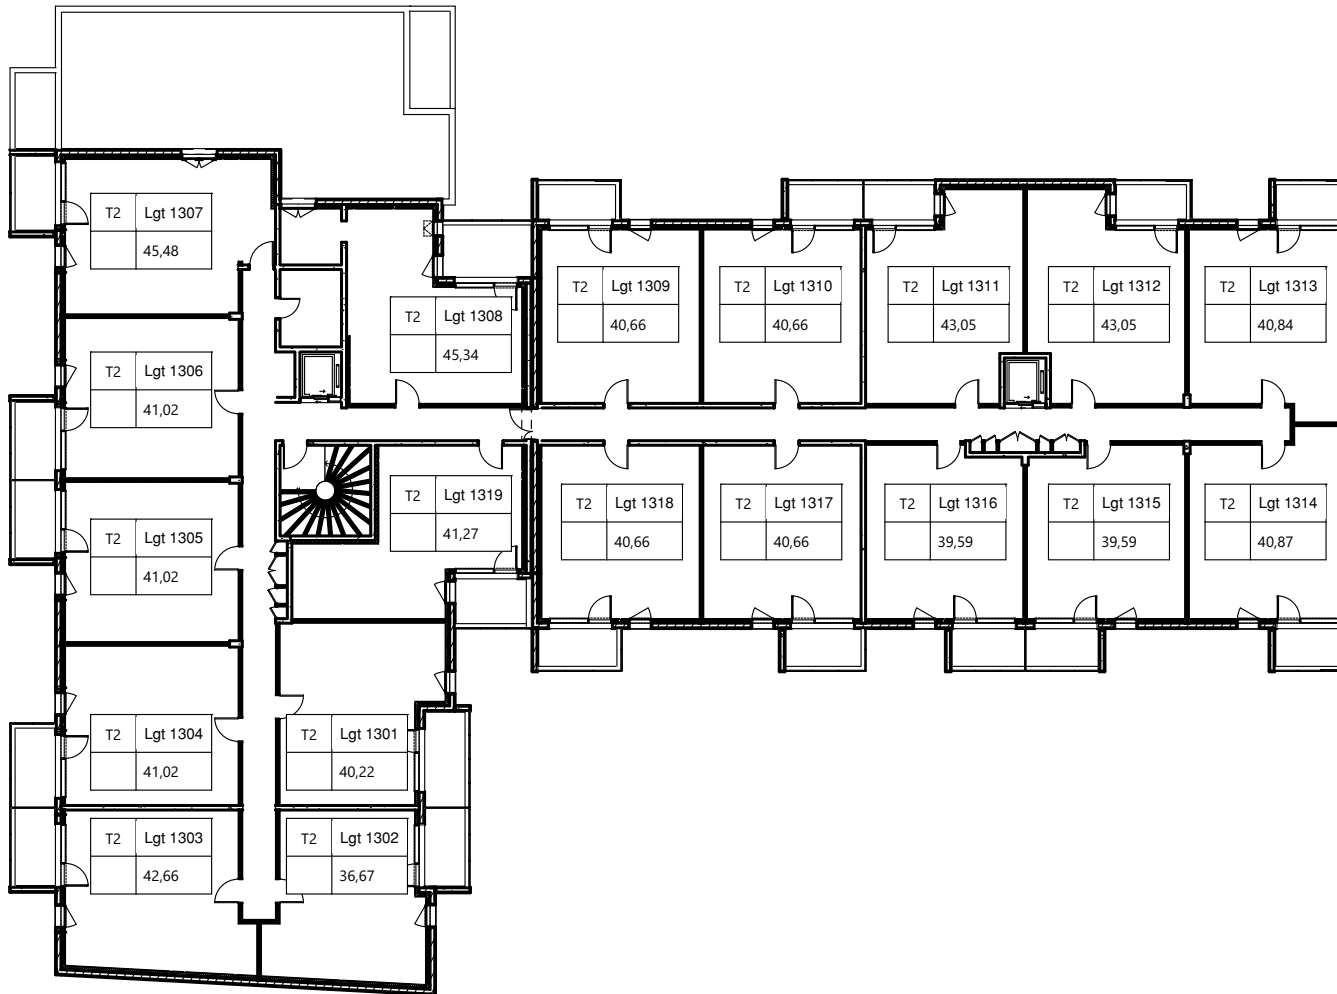 T2 Lgt 1307
45,48
T2 Lgt 1306
41,02
T2 Lgt 1305
41,02
T2 Lgt 1304
41,02
T2 Lgt 1303
42,66
T2 Lgt 1308
45,34
T2 Lgt 1319
41,27
T2 Lgt 1301
40,22
T2 Lgt 1302
36,67
T2 Lgt 1309
40,66
T2 Lgt 1310
40,66
T2 Lgt 1311
43,05
T2 Lgt 1312
43,05
T2 Lgt 1313
40,84
T2 Lgt 1318
40,66
T2 Lgt 1317
40,66
T2 Lgt 1316
39,59
T2 Lgt 1315
39,59
T2 Lgt 1314
40,87